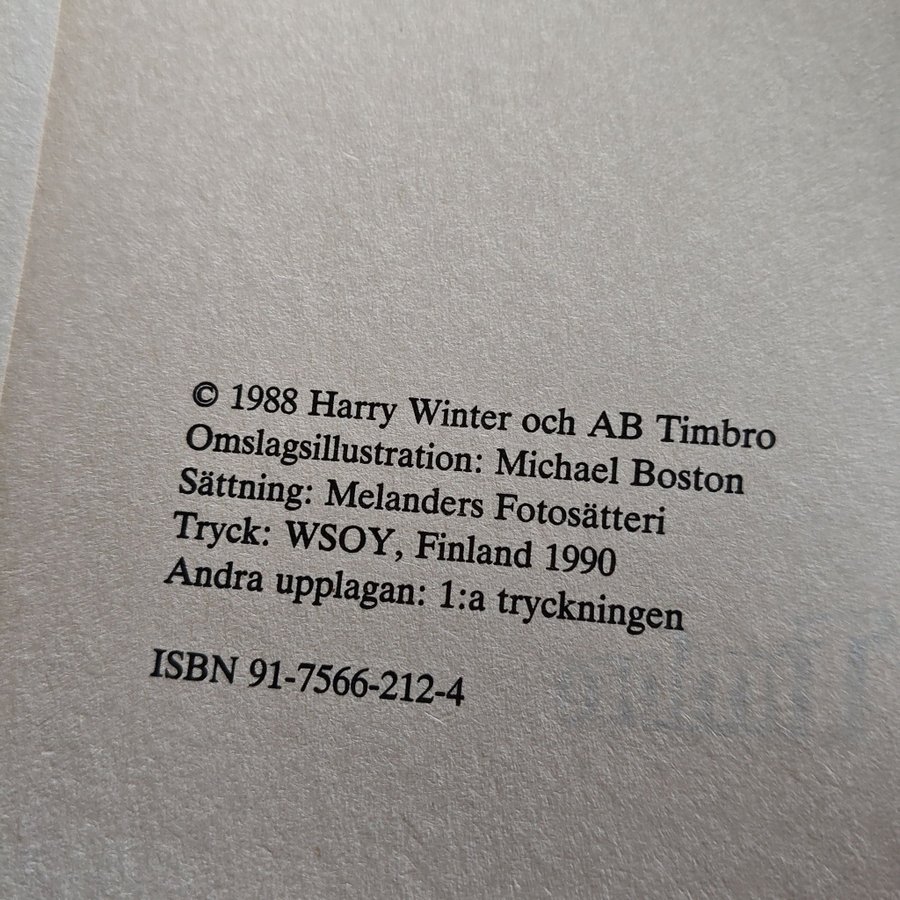 © 1988 Harry Winter och AB Timbro
Omslagsillustration: Michael Boston
Sättning: Melanders Fotosätteri
Tryck: WSOY, Finland 1990
Andra upplagan: 1:a tryckningen
ISBN 91-7566-212-4